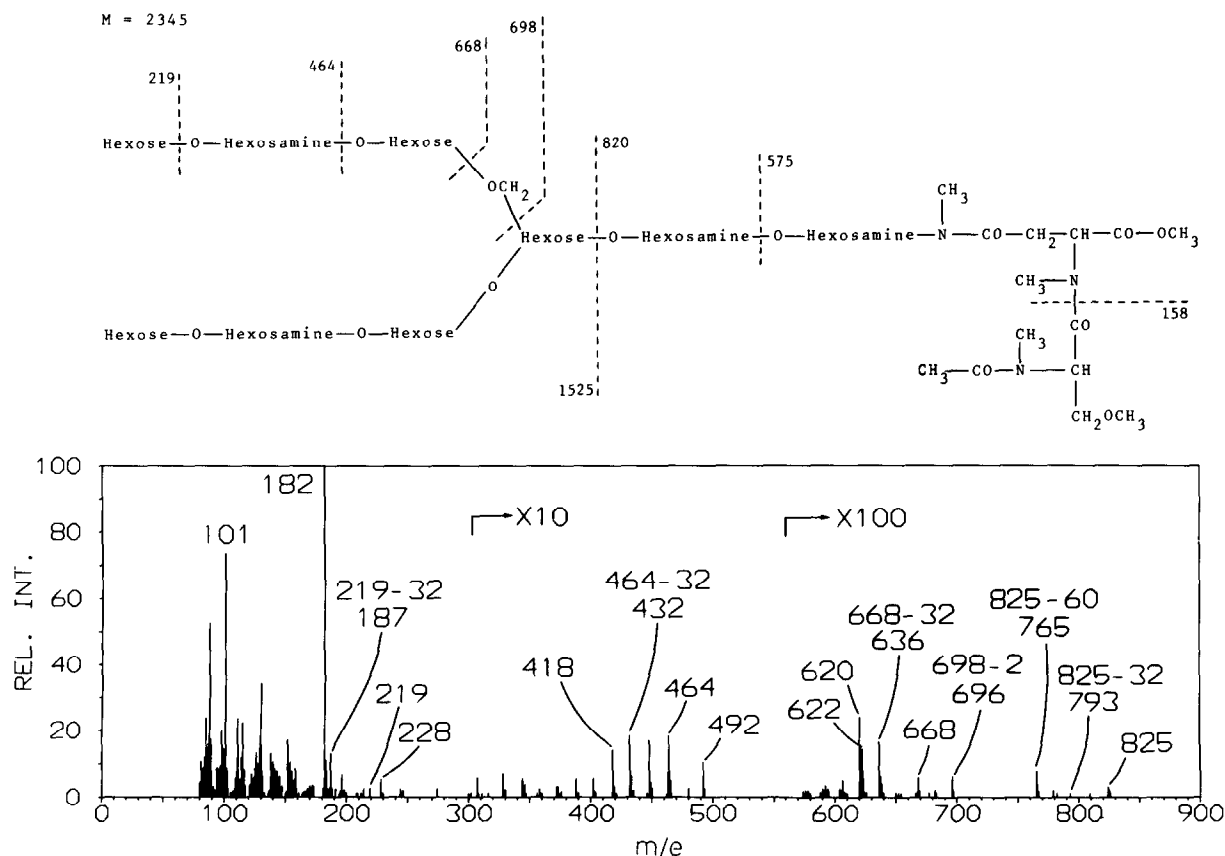 M = 2345
219
464
668
698
Hexose—O—Hexosamine—O—Hexose
OCH2
820
575
CH3
Hexose—O—Hexosamine—O—Hexosamine—N—CO—CH2—CH—CO—OCH3
CH3—N
O
158
CO
Hexose—O—Hexosamine—O—Hexose
CH3
CH3—CO—N—CH
1525
CH2OCH3
REL. INT.
100
80
60
40
20
0
182
101
219-32
187
219
228
X10
418
464-32
432
464
492
X100
620
622
668-32
636
668
698-2
696
825-60
765
825-32
793
825
0 100 200 300 400 500 600 700 800 900
m/e